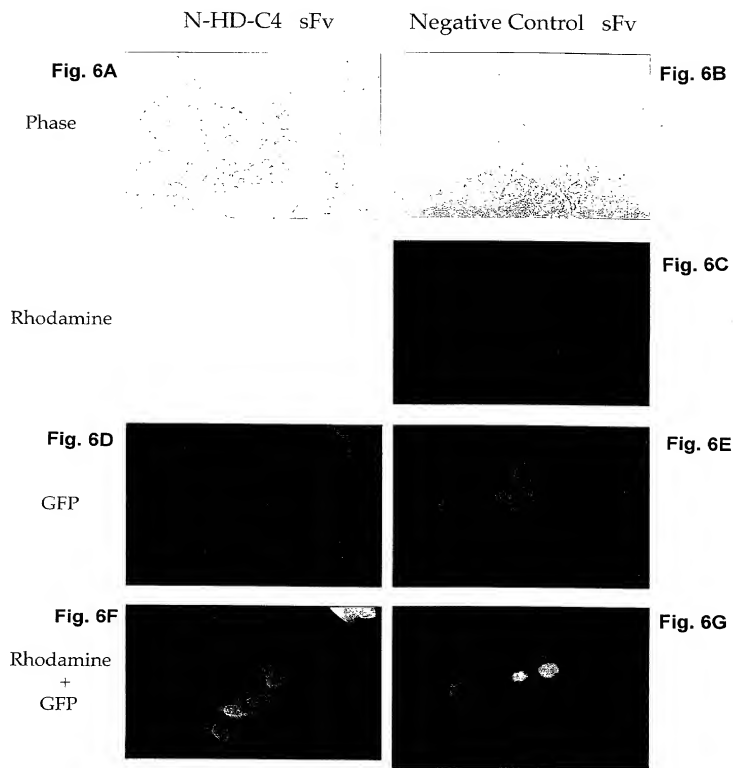 N-HD-C4 sFv
Negative Control sFv
Fig. 6A
Fig. 6B
Phase
Fig. 6C
Rhodamine
Fig. 6D
Fig. 6E
GFP
Fig. 6F
Fig. 6G
Rhodamine
+
GFP